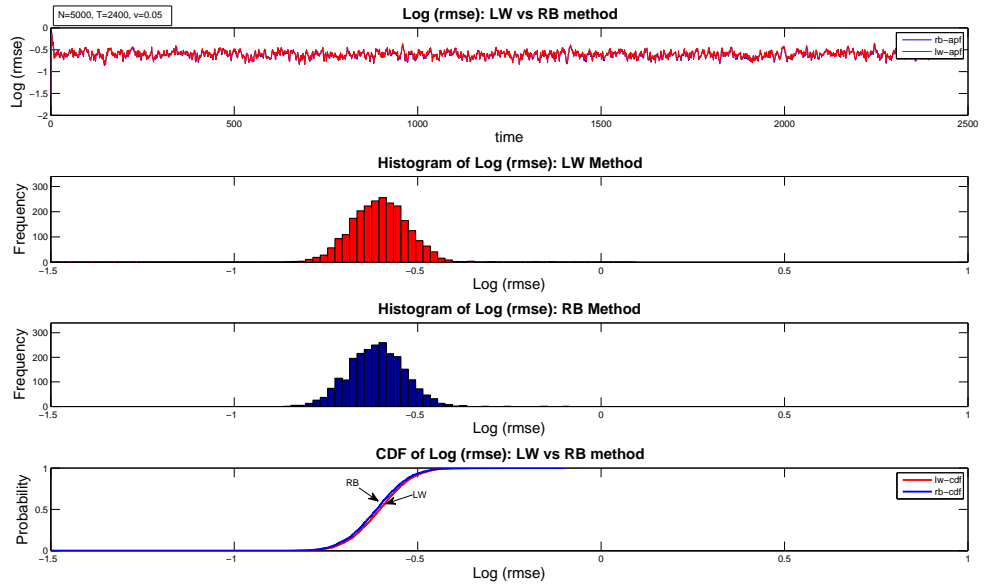 N=5000, T=2400, v=0.05
Log (rmse): LW vs RB method
0
−0.5
−1
−1.5
−2
Log (rmse)
rb−apf
lw−apf
0
500
1000
1500
2000
2500
time
Histogram of Log (rmse): LW Method
300
200
100
0
Frequency
−1.5
−1
−0.5
0
0.5
1
Log (rmse)
Histogram of Log (rmse): RB Method
300
200
100
0
Frequency
−1.5
−1
−0.5
0
0.5
1
Log (rmse)
CDF of Log (rmse): LW vs RB method
1
0.5
0
Probability
RB
LW
lw−cdf
rb−cdf
−1.5
−1
−0.5
0
0.5
1
Log (rmse)